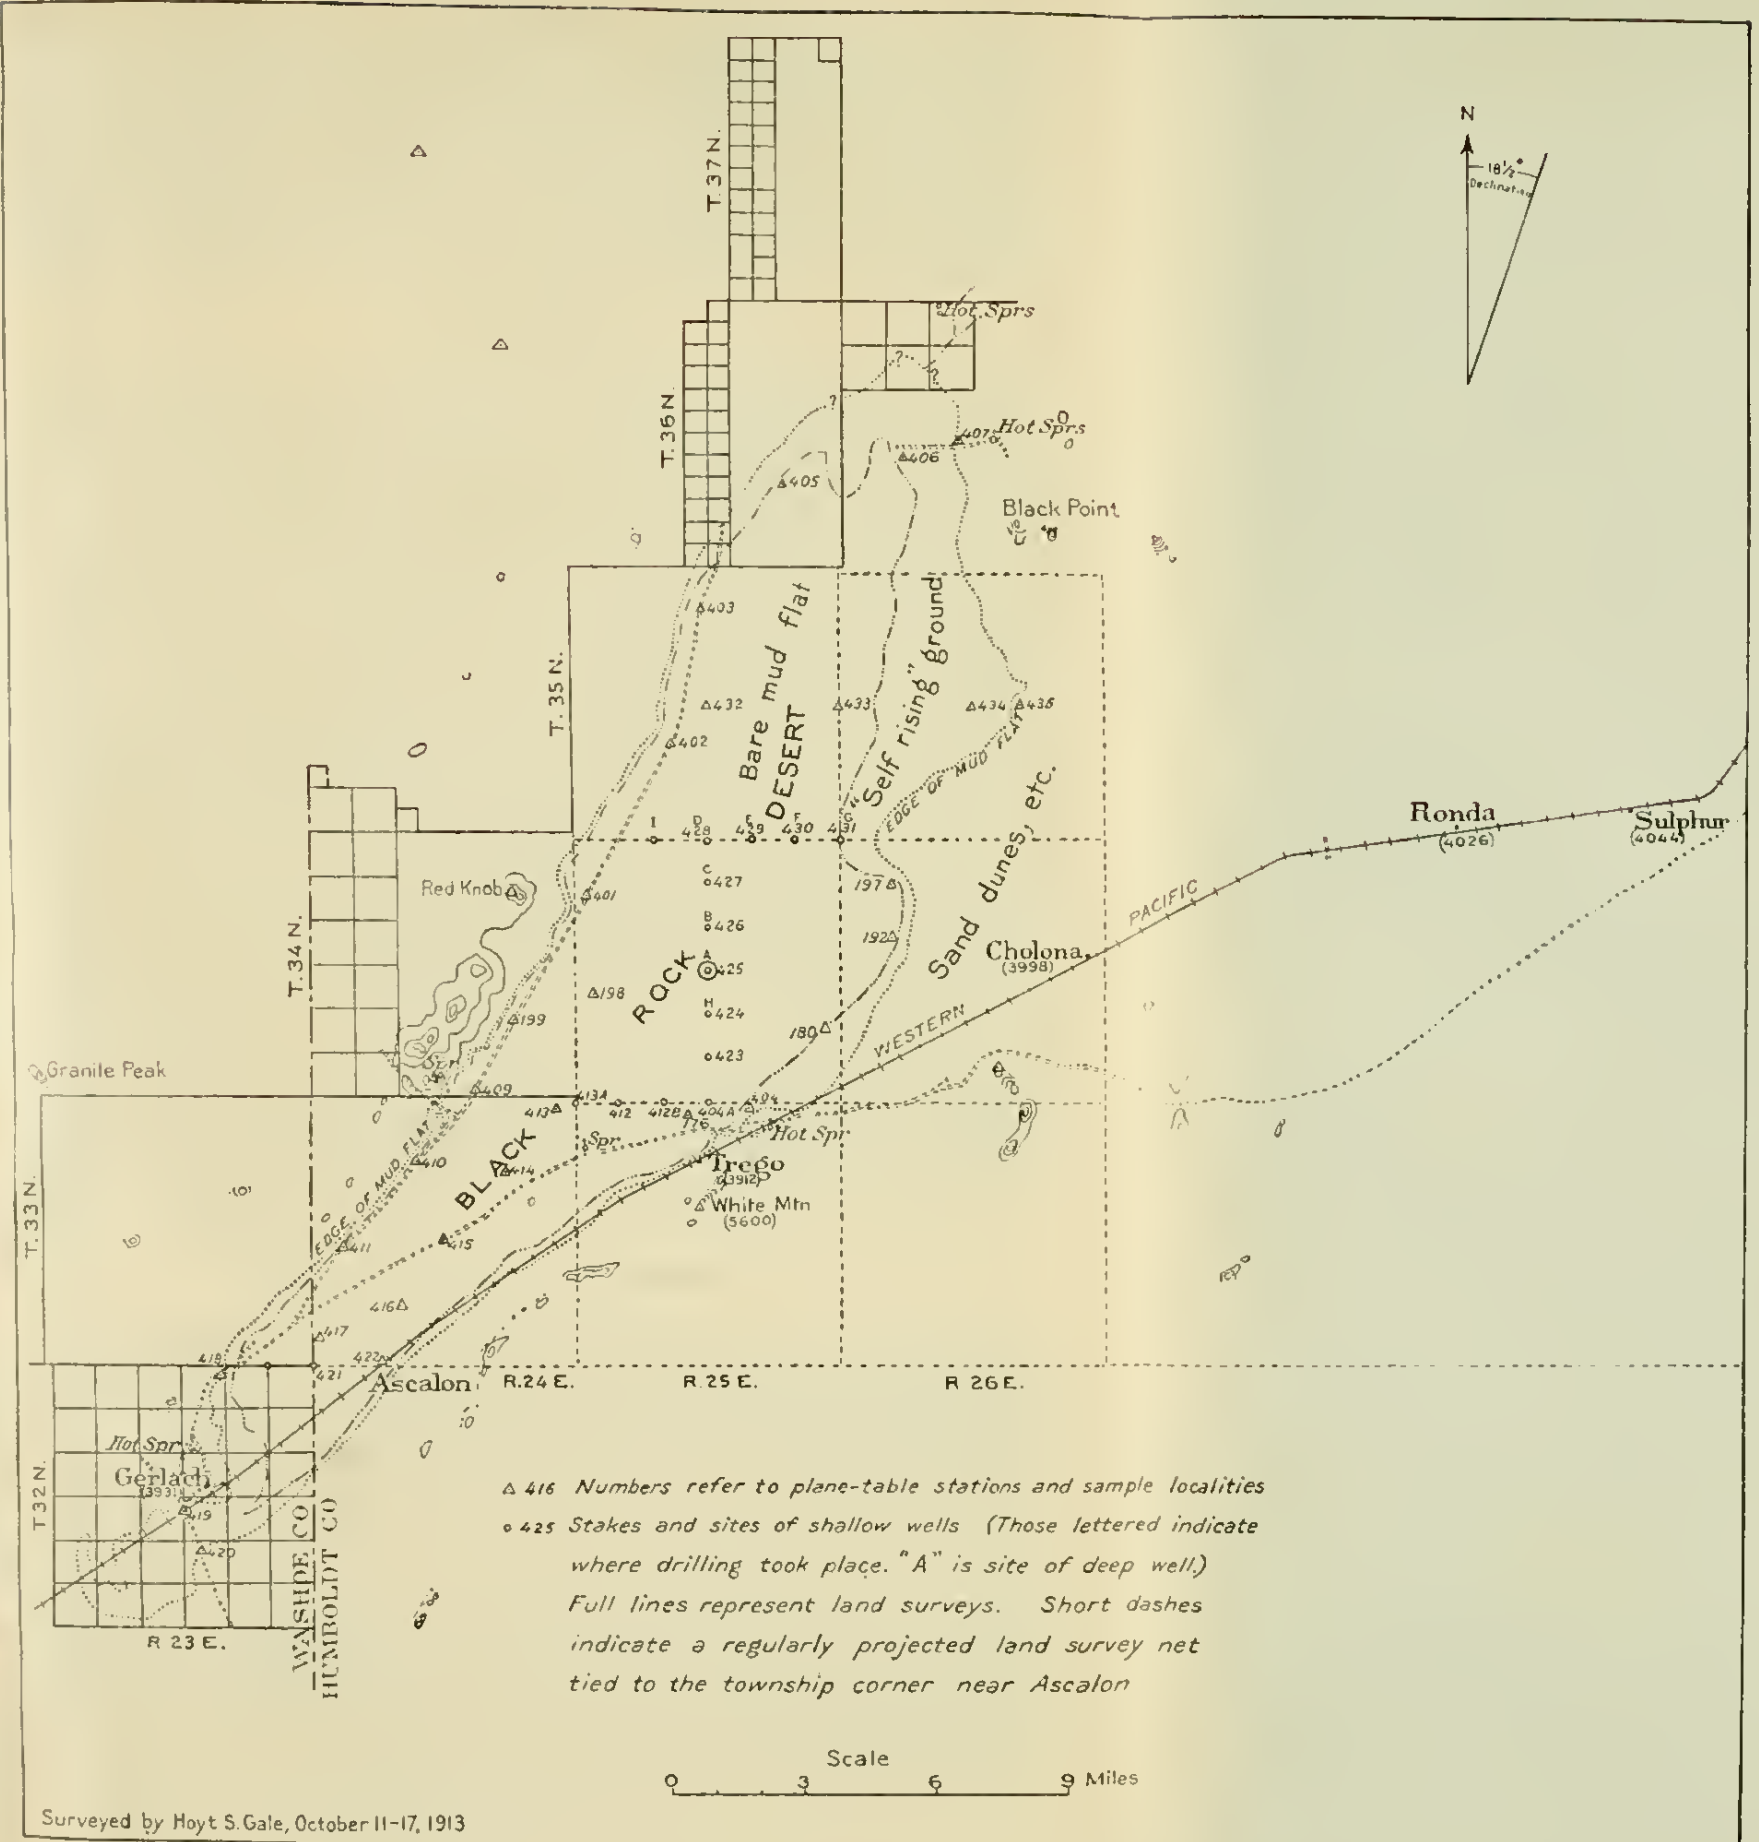 N
18½°
Declination
T. 37 N.
Hot Sprs
?
?
?
T. 36 N.
407
Hot Sprs
406
405
Black Point
403
Bare mud flat
"Self rising" ground
T. 35 N.
432
433
434
435
402
DESERT
EDGE OF MUD FLAT
Sand dunes, etc.
Ronda
(4026)
Sulphur
(4044)
I
D
E
F
G
428
429
430
431
C
427
Red Knob
401
197
B
426
192
PACIFIC
T. 34 N.
A
425
Cholona
(3998)
ROCK
198
H
424
199
180
WESTERN
423
Granite Peak
Spr
409
413
413A
412
412B
404A
404
176
Hot Spr
Spr
EDGE OF MUD FLAT
410
BLACK
414
Trego
(3912)
White Mtn
(5600)
T. 33 N.
411
415
416
417
418
421
422
Ascalon
R. 24 E.
R. 25 E.
R 26 E.
Hot Spr
Gerlach
(3931)
419
T 32 N.
420
R 23 E.
WASHOE CO
HUMBOLDT CO
△ 416 Numbers refer to plane-table stations and sample localities
o 425 Stakes and sites of shallow wells (Those lettered indicate
where drilling took place. "A" is site of deep well.)
Full lines represent land surveys. Short dashes
indicate a regularly projected land survey net
tied to the township corner near Ascalon
Scale
0 3 6 9 Miles
Surveyed by Hoyt S. Gale, October 11-17, 1913